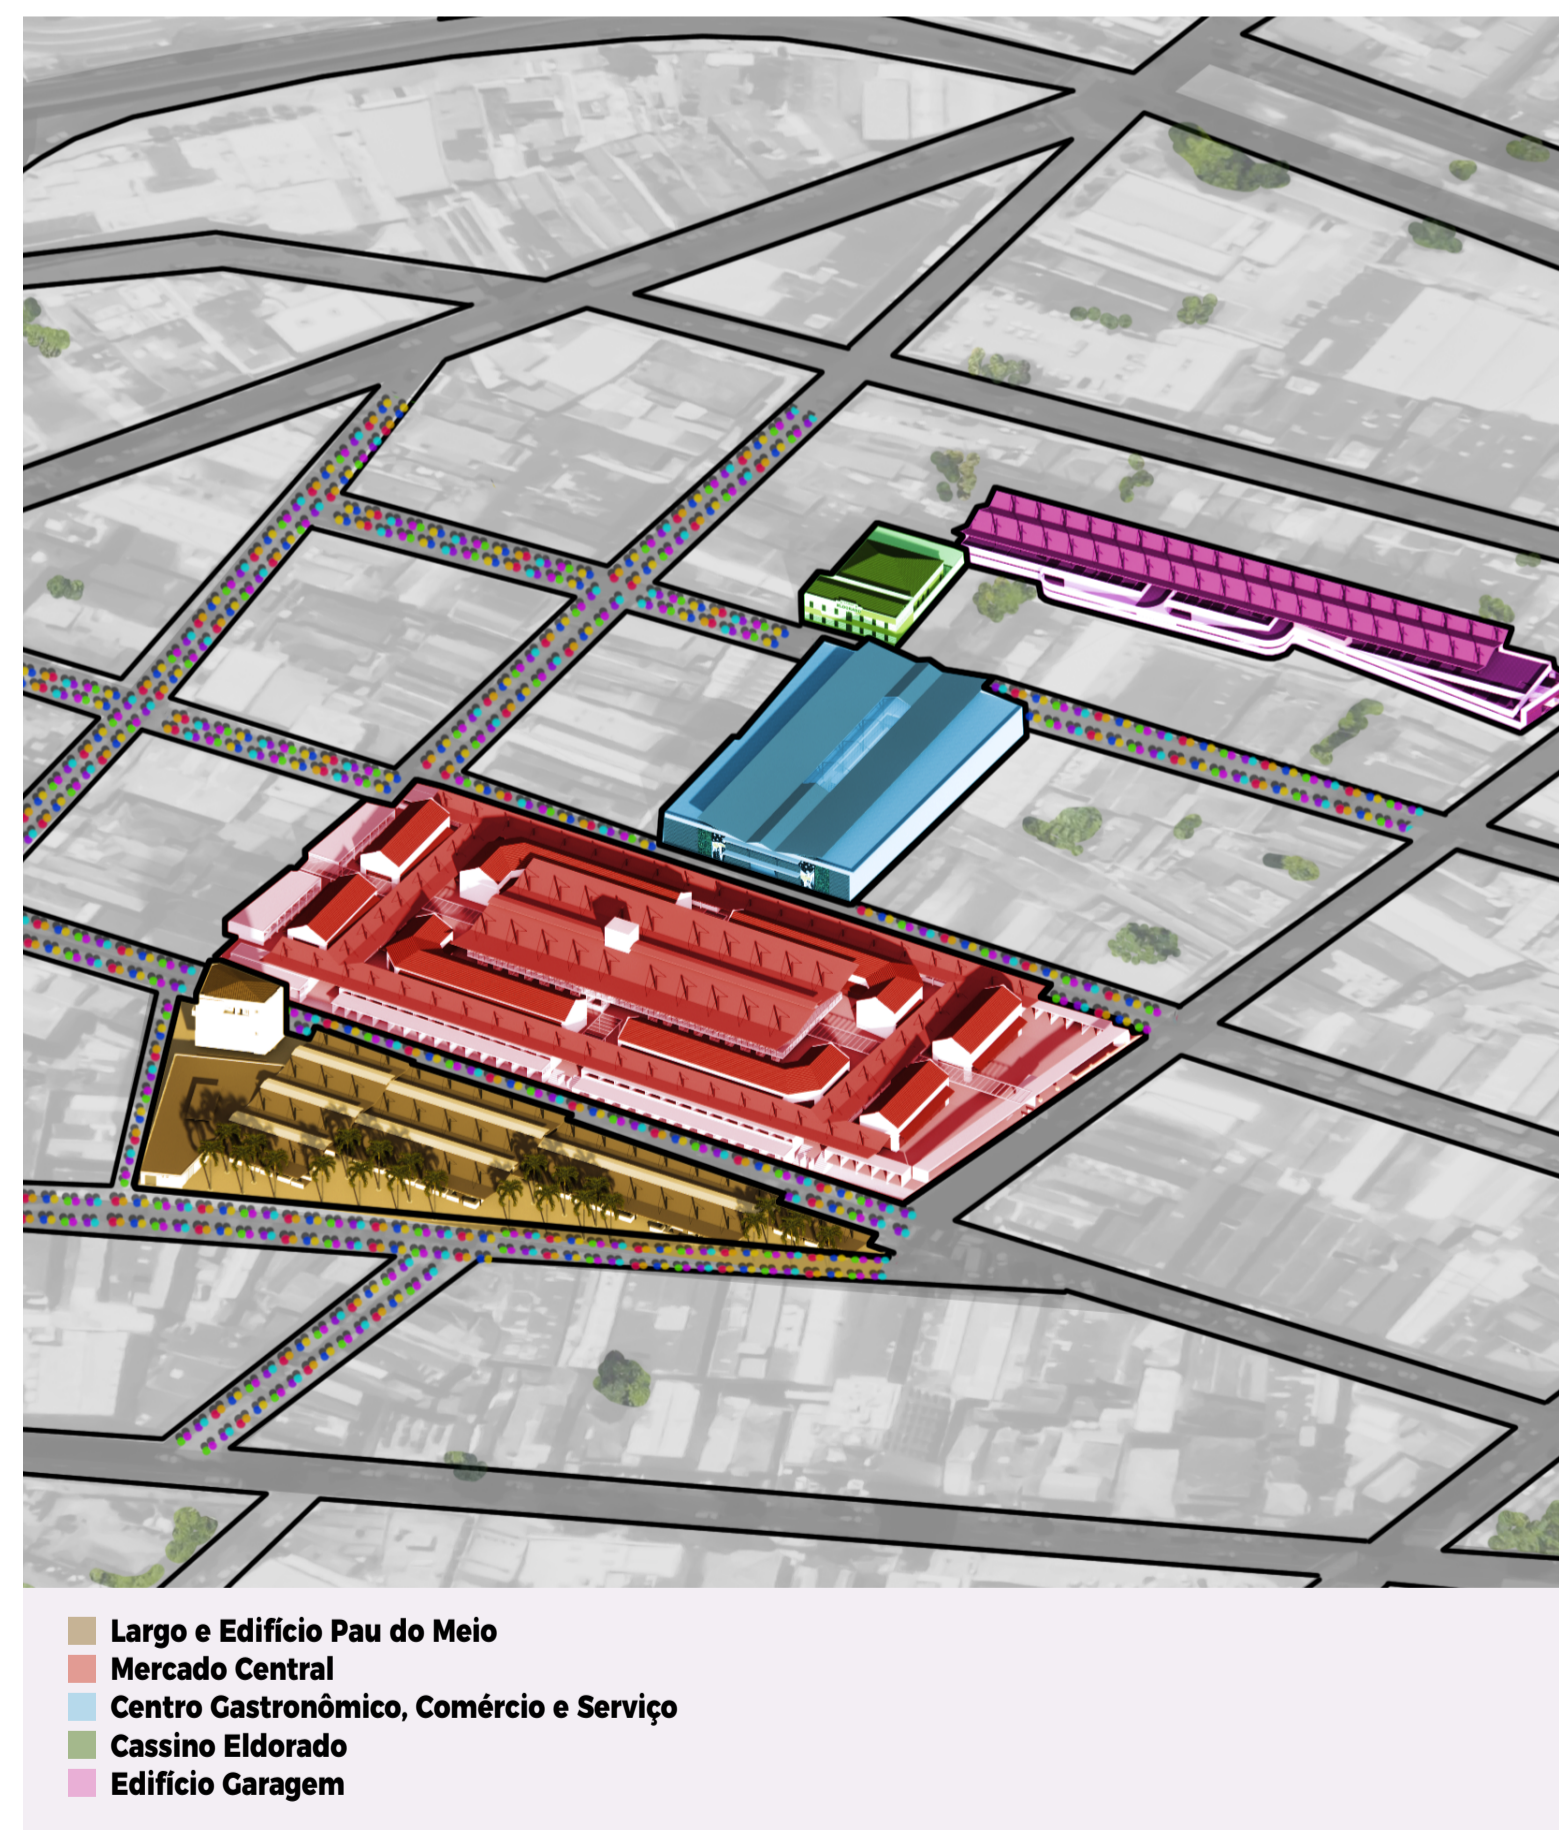 Largo e Edifício Pau do Meio
Mercado Central
Centro Gastronômico, Comércio e Serviço
Cassino Eldorado
Edifício Garagem